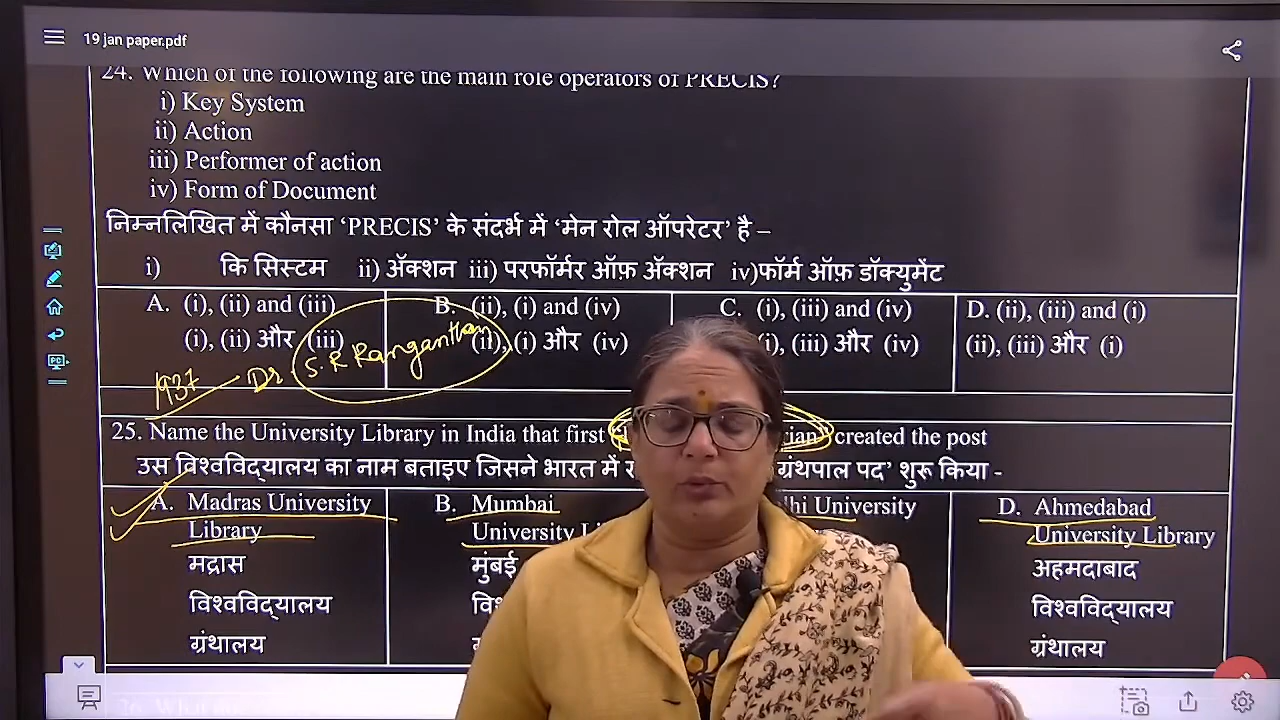 19 jan paper.pdf
24. Which of the following are the main role operators of PRECIS?
i) Key System
ii) Action
iii) Performer of action
iv) Form of Document
निम्नलिखित में कौनसा ‘PRECIS’ के संदर्भ में ‘मेन रोल ऑपरेटर’ है –
i) कि सिस्टम ii) ॲक्शन iii) परफॉर्मर ऑफ़ ॲक्शन iv)फॉर्म ऑफ़ डॉक्युमेंट
A. (i), (ii) and (iii)
(i), (ii) और (iii)
B. (ii), (i) and (iv)
(ii), (i) और (iv)
C. (i), (iii) and (iv)
(i), (iii) और (iv)
D. (ii), (iii) and (i)
(ii), (iii) और (i)
1937 Dr. S. R Rangantham
25. Name the University Library in India that first created the post
उस विश्वविद्यालय का नाम बताइए जिसने भारत में ग्रंथपाल पद’ शुरू किया -
A. Madras University
Library
मद्रास
विश्वविद्यालय
ग्रंथालय
B. Mumbai
University
मुंबई
University
D. Ahmedabad
University Library
अहमदाबाद
विश्वविद्यालय
ग्रंथालय